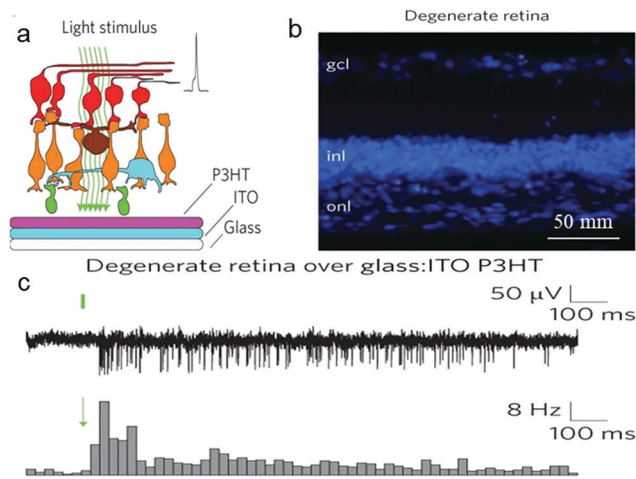 a
Light stimulus
P3HT
ITO
Glass
b
Degenerate retina
gcl
inl
onl
50 mm
Degenerate retina over glass:ITO P3HT
c
50 μV
100 ms
8 Hz
100 ms